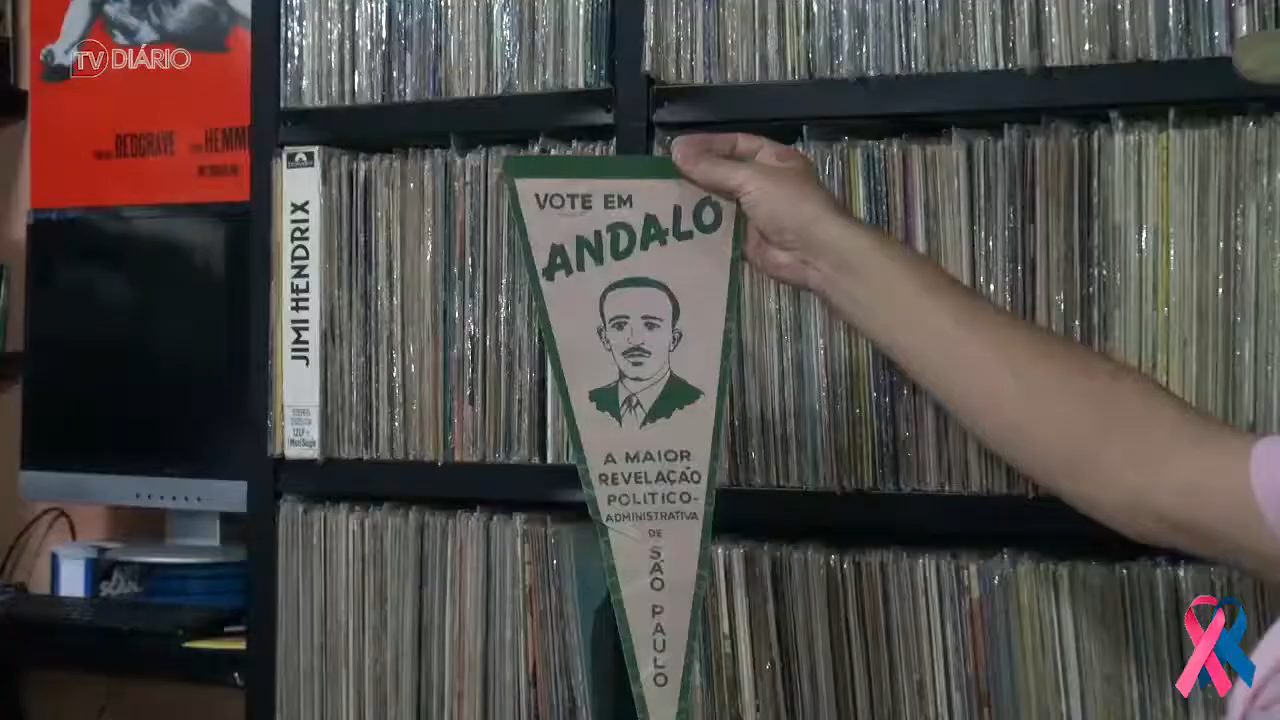 TV DIÁRIO
REDGRAVE
HEMM
JIMI HENDRIX
VOTE EM
ANDALÓ
A MAIOR
REVELAÇÃO
POLITICO-
ADMINISTRATIVA
DE
SÃO PAULO